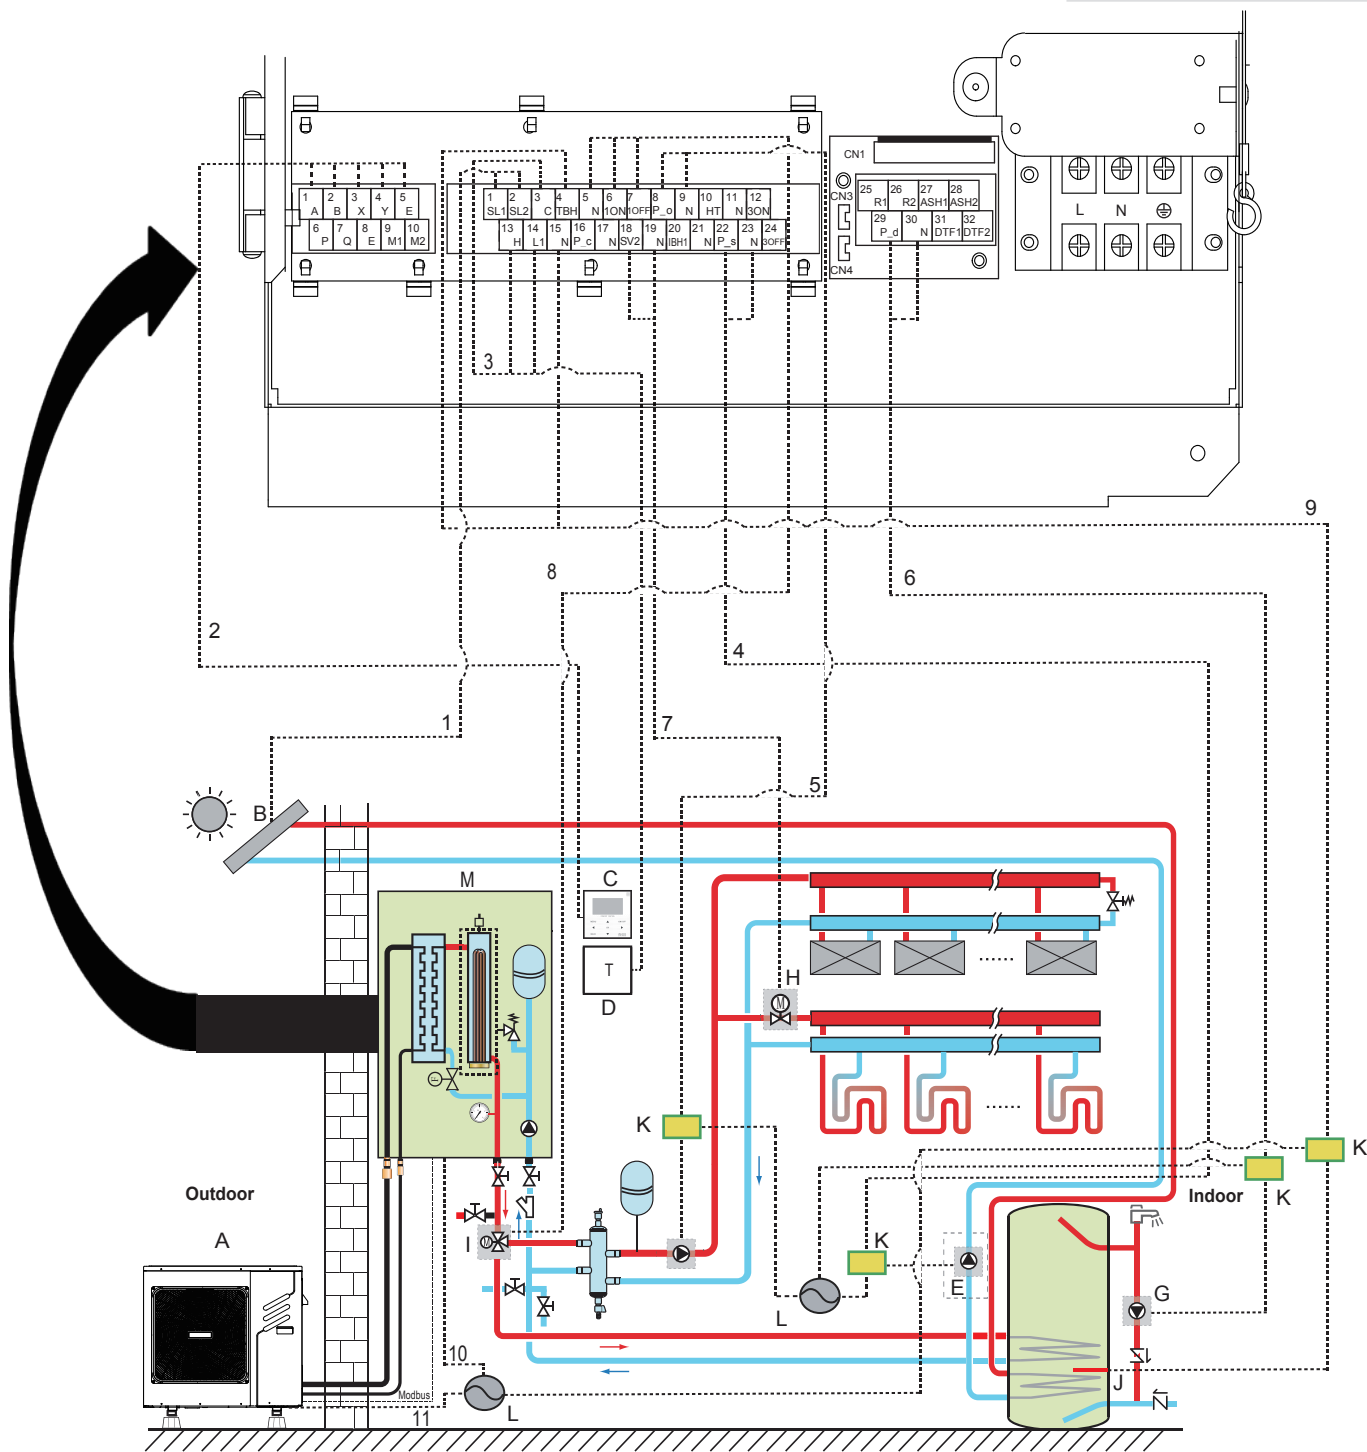 CN1
CN3
CN4
1 2 3 4 5
A B X Y E
6 7 8 9 10
P Q E M1 M2
1 2 3 4 5 6 7 8 9 10 11 12
SL1 SL2 C TBH N 1ON 1OFF P_o N HT N 3ON
13 14 15 16 17 18 19 20 21 22 23 24
H L1 N P_c N SV2 N IBH1 N P_s N 3OFF
25 26 27 28
R1 R2 ASH1 ASH2
29 30 31 32
P_d N DTF1 DTF2
L N
3
9
8
6
2
4
1
7
5
B
M
C
T
D
H
M
F
K
K
K
Outdoor
Indoor
A
I
M
K
E
G
L
J
10
Modbus
11
L